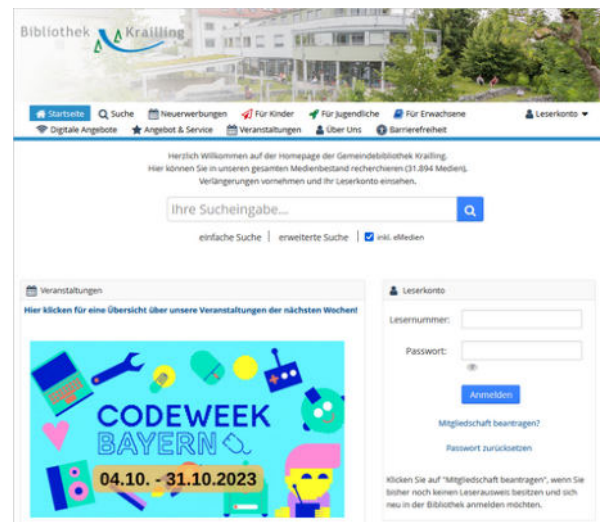 Bibliothek Krailling
Startseite Suche Neuerwerbungen Für Kinder Für Jugendliche Für Erwachsene Leserkonto
Digitale Angebote Angebot & Service Veranstaltungen Über Uns Barrierefreiheit
Herzlich Willkommen auf der Homepage der Gemeindebibliothek Krailling.
Hier können Sie in unseren gesamten Medienbestand recherchieren (31.894 Medien),
Verlängerungen vornehmen und Ihr Leserkonto einsehen.
Ihre Sucheingabe...
einfache Suche | erweiterte Suche | inkl. eMedien
Veranstaltungen
Hier klicken für eine Übersicht über unsere Veranstaltungen der nächsten Wochen!
CODEWEEK
BAYERN
04.10. - 31.10.2023
Leserkonto
Lesernummer:
Passwort:
Anmelden
Mitgliedschaft beantragen?
Passwort zurücksetzen
Klicken Sie auf "Mitgliedschaft beantragen", wenn Sie
bisher noch keinen Leserausweis besitzen und sich
neu in der Bibliothek anmelden möchten.